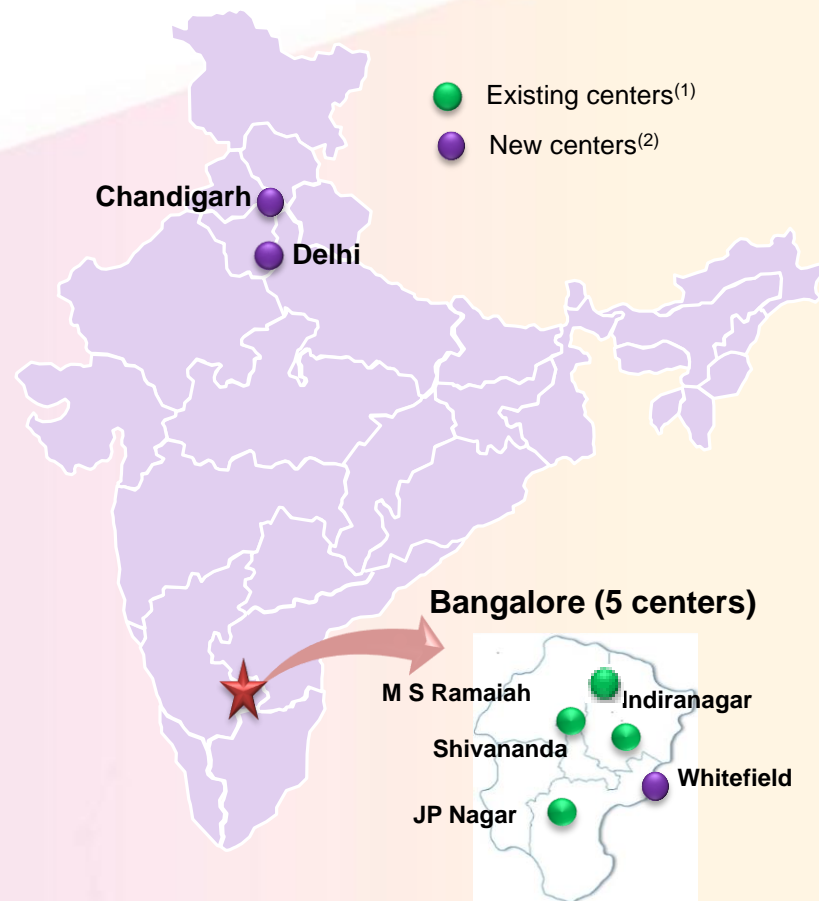 Existing centers(1)
New centers(2)
Chandigarh
Delhi
Bangalore (5 centers)
M S Ramaiah
Indiranagar
Shivananda
Whitefield
JP Nagar